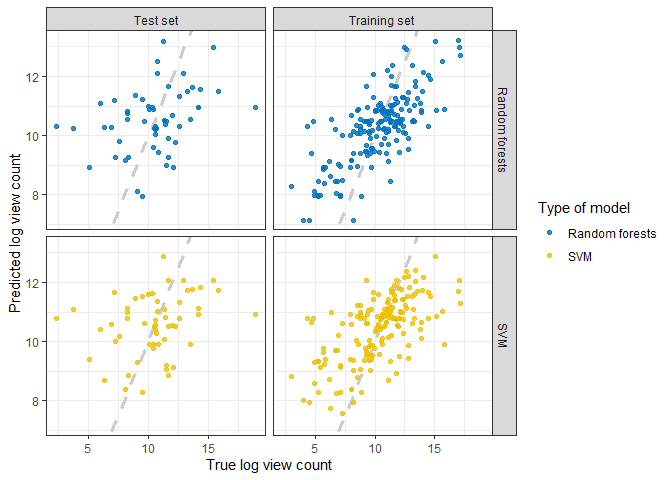 Test set
Training set
12
10
8
Random forests
12
10
8
SVM
5
10
15
5
10
15
True log view count
Predicted log view count
Type of model
Random forests
SVM